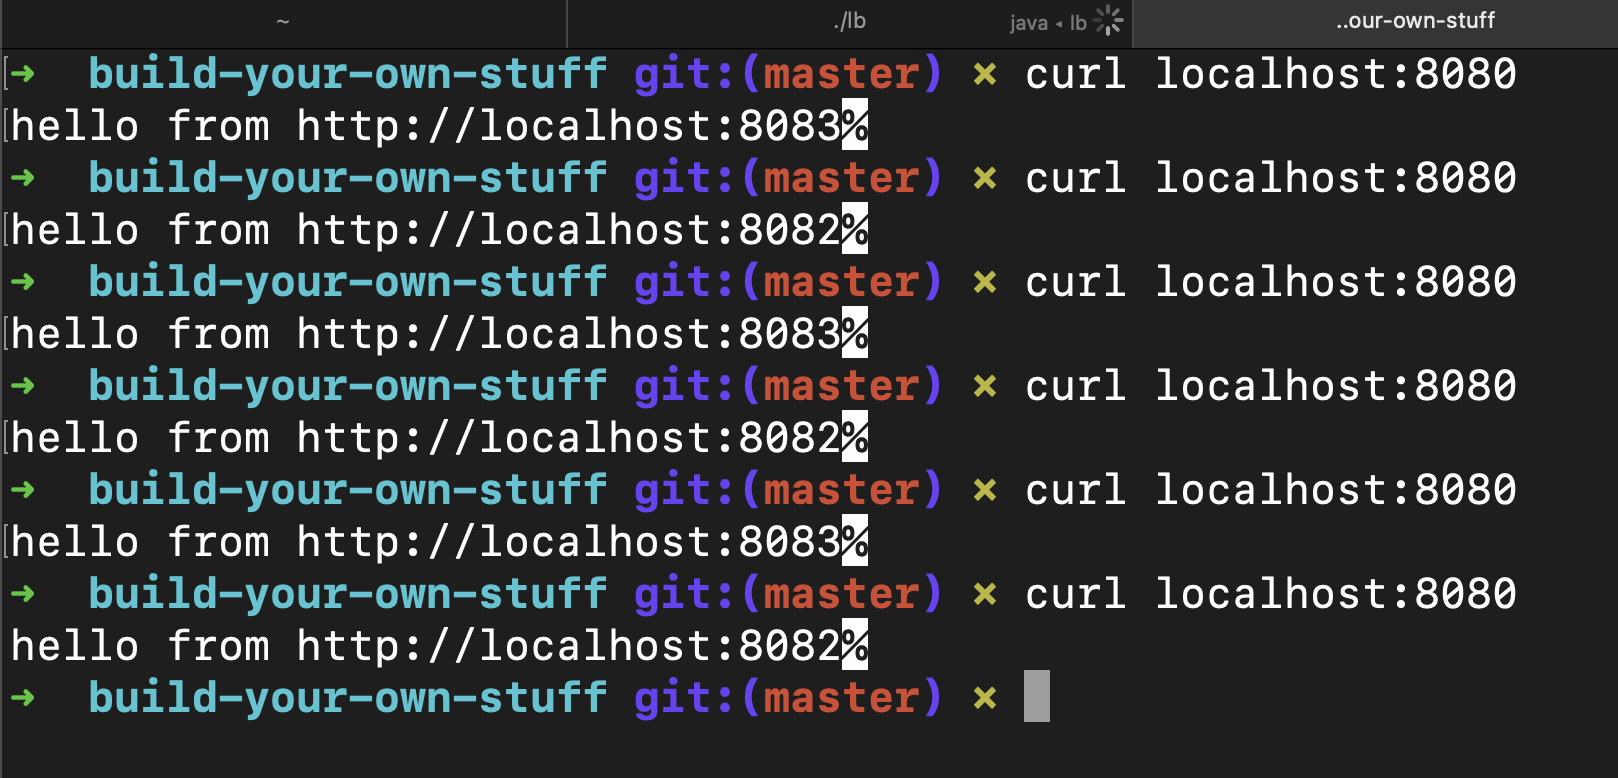 ~ ./lb java ◂ lb ..our-own-stuff
➜ build-your-own-stuff git:(master) ✗ curl localhost:8080
hello from http://localhost:8083%
➜ build-your-own-stuff git:(master) ✗ curl localhost:8080
hello from http://localhost:8082%
➜ build-your-own-stuff git:(master) ✗ curl localhost:8080
hello from http://localhost:8083%
➜ build-your-own-stuff git:(master) ✗ curl localhost:8080
hello from http://localhost:8082%
➜ build-your-own-stuff git:(master) ✗ curl localhost:8080
hello from http://localhost:8083%
➜ build-your-own-stuff git:(master) ✗ curl localhost:8080
hello from http://localhost:8082%
➜ build-your-own-stuff git:(master) ✗